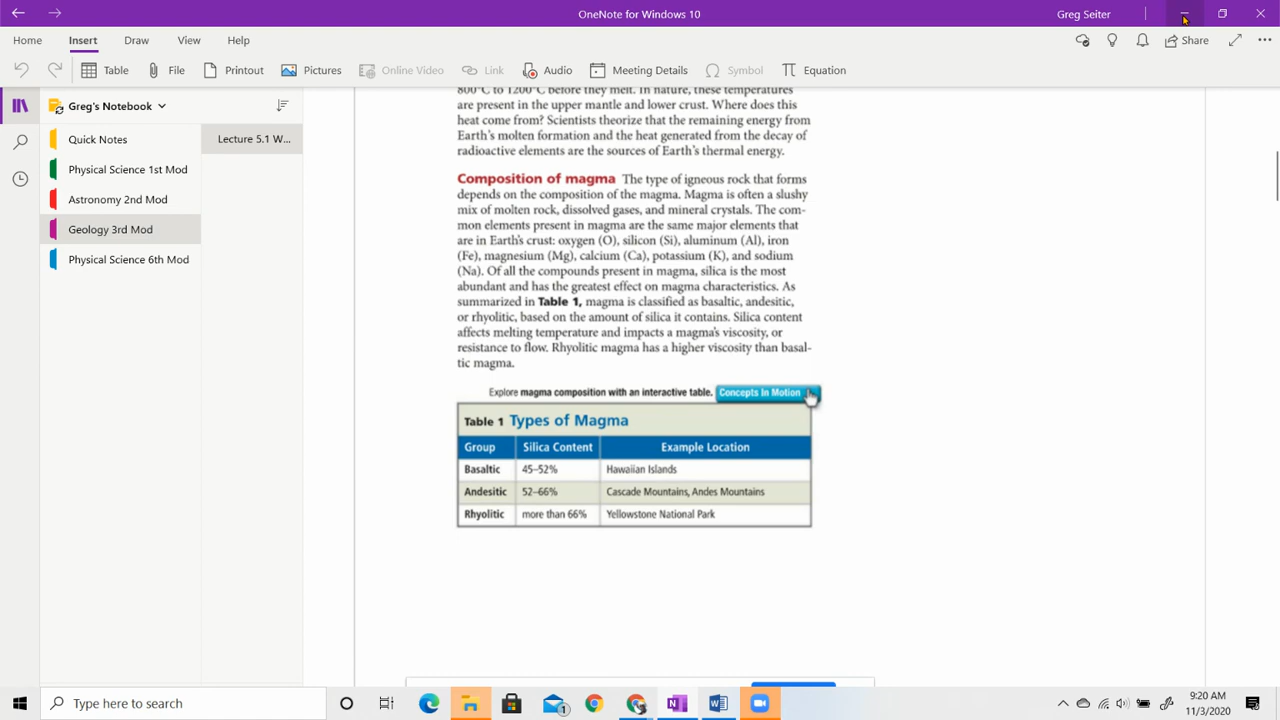 OneNote for Windows 10
Greg Seiter
Home Insert Draw View Help
Share
Table File Printout Pictures Online Video Link Audio Meeting Details Symbol Equation
Greg's Notebook
Quick Notes
Physical Science 1st Mod
Astronomy 2nd Mod
Geology 3rd Mod
Physical Science 6th Mod
Lecture 5.1 W...
800°C to 1200°C before they melt. In nature, these temperatures
are present in the upper mantle and lower crust. Where does this
heat come from? Scientists theorize that the remaining energy from
Earth's molten formation and the heat generated from the decay of
radioactive elements are the sources of Earth's thermal energy.
Composition of magma The type of igneous rock that forms
depends on the composition of the magma. Magma is often a slushy
mix of molten rock, dissolved gases, and mineral crystals. The com-
mon elements present in magma are the same major elements that
are in Earth's crust: oxygen (O), silicon (Si), aluminum (Al), iron
(Fe), magnesium (Mg), calcium (Ca), potassium (K), and sodium
(Na). Of all the compounds present in magma, silica is the most
abundant and has the greatest effect on magma characteristics. As
summarized in Table 1, magma is classified as basaltic, andesitic,
or rhyolitic, based on the amount of silica it contains. Silica content
affects melting temperature and impacts a magma's viscosity, or
resistance to flow. Rhyolitic magma has a higher viscosity than basal-
tic magma.
Explore magma composition with an interactive table. Concepts In Motion
Table 1 Types of Magma
Group Silica Content Example Location
Basaltic 45–52% Hawaiian Islands
Andesitic 52–66% Cascade Mountains, Andes Mountains
Rhyolitic more than 66% Yellowstone National Park
Type here to search
1
9:20 AM
11/3/2020